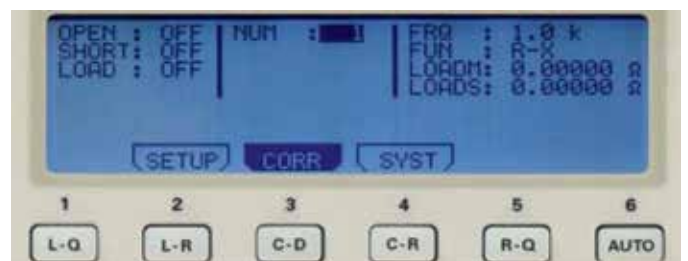 OPEN : OFF NUM : FRQ : 1.0 k
SHORT: OFF FUN : R-X
LOAD : OFF LOADM: 0.00000 Ω
LOADS: 0.00000 Ω
SETUP CORR SYST
1 2 3 4 5 6
L-Q L-R C-D C-R R-Q AUTO